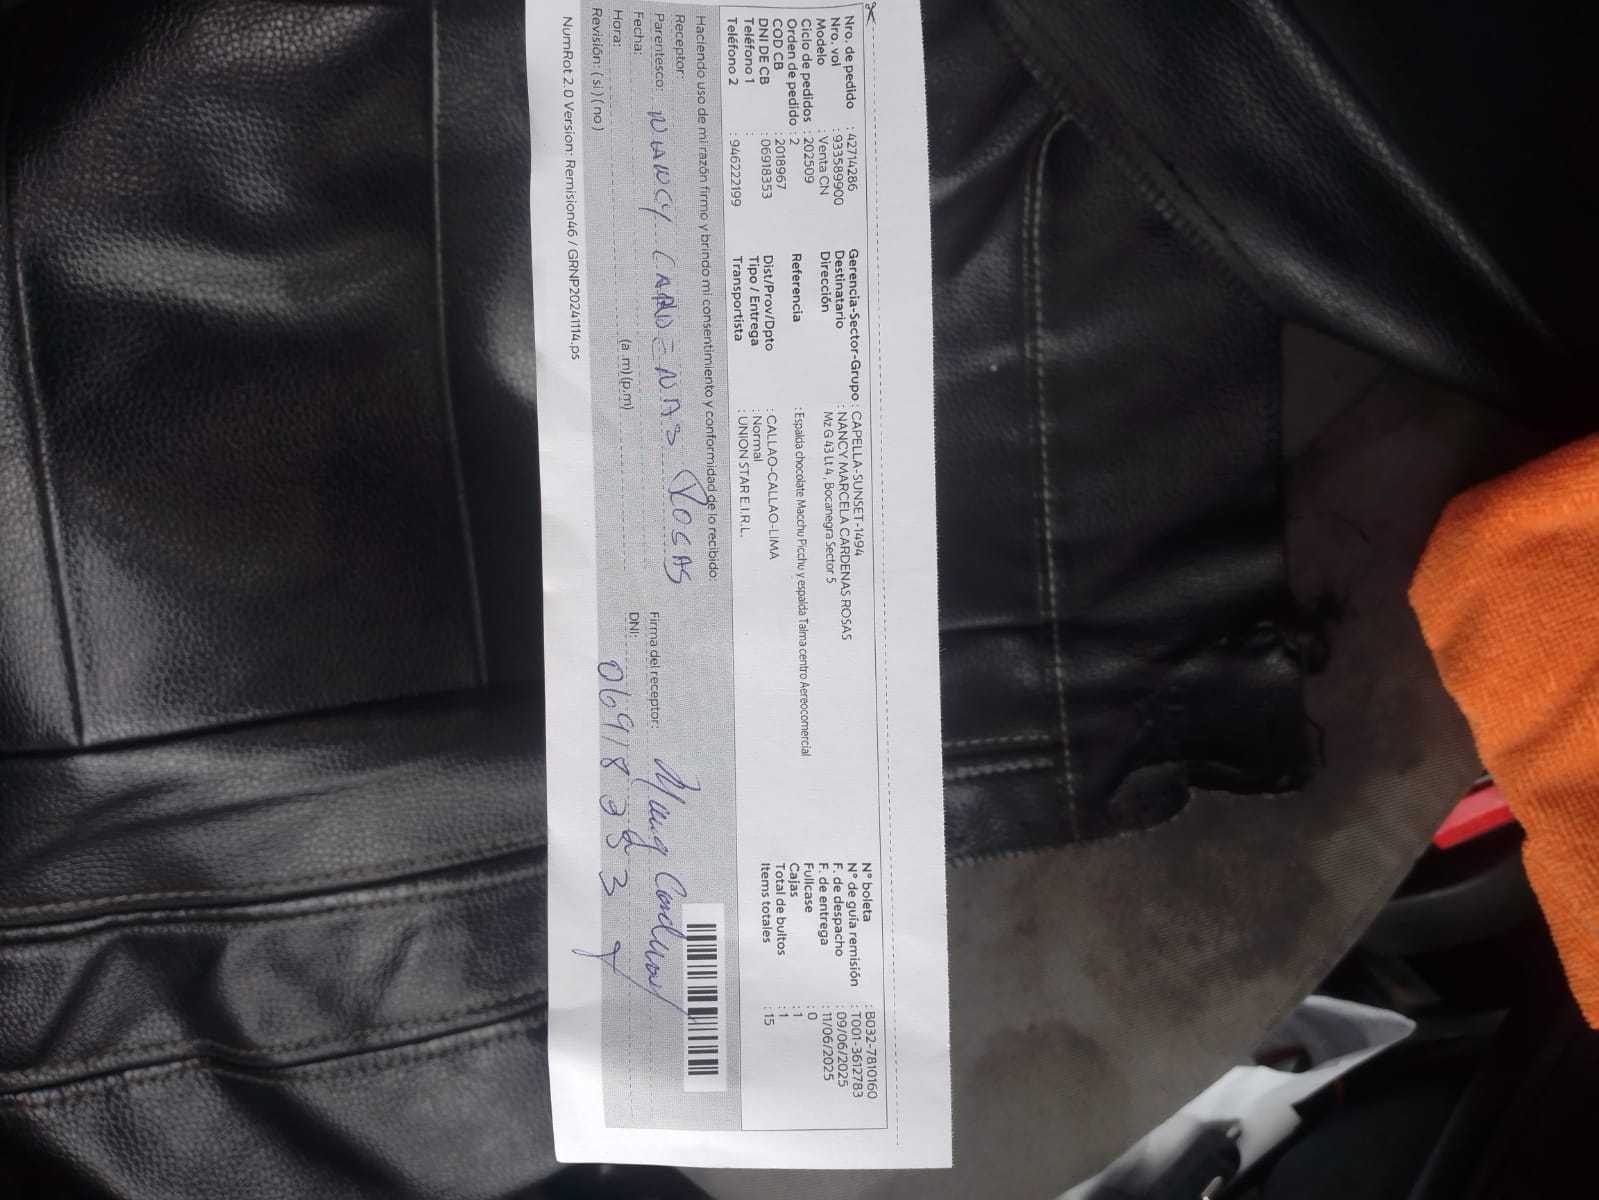 Nro. de pedido : 42714286
Nro. vol : 933589900
Modelo : Venta CN
Ciclo de pedidos : 202509
Orden de pedido : 2
COD CB : 2018967
DNI DE CB : 06918353
Teléfono 1 :
Teléfono 2 : 946222199
Gerencia-Sector-Grupo : CAPELLA-SUNSET-1494
Destinatario : NANCY MARCELA CARDENAS ROSAS
Dirección Mz G 43 Lt 4 , Bocanegra Sector 5
Referencia : Espalda chocolate Macchu Picchu y espalda Talma centro Aereocomercial
Dist/Prov/Dpto : CALLAO-CALLAO-LIMA
Tipo / Entrega : Normal
Transportista : UNION STAR E.I.R.L.
N° boleta : B032-7810160
N° de guía remisión : T001-3612783
F. de despacho : 09/06/2025
F. de entrega : 11/06/2025
Fullcase : 0
Cajas : 1
Total de bultos : 1
Items totales : 15
Haciendo uso de mi razón firmo y brindo mi consentimiento y conformidad de lo recibido:
Receptor:
Parentesco: NANCY CARDENAS ROSAS
Fecha:
Hora: (a.m)(p.m)
Revisión: (si)(no)
Firma del receptor:
DNI: 06918353
NumRot 2.0 Version: Remision46 / GRNP20241114.ps